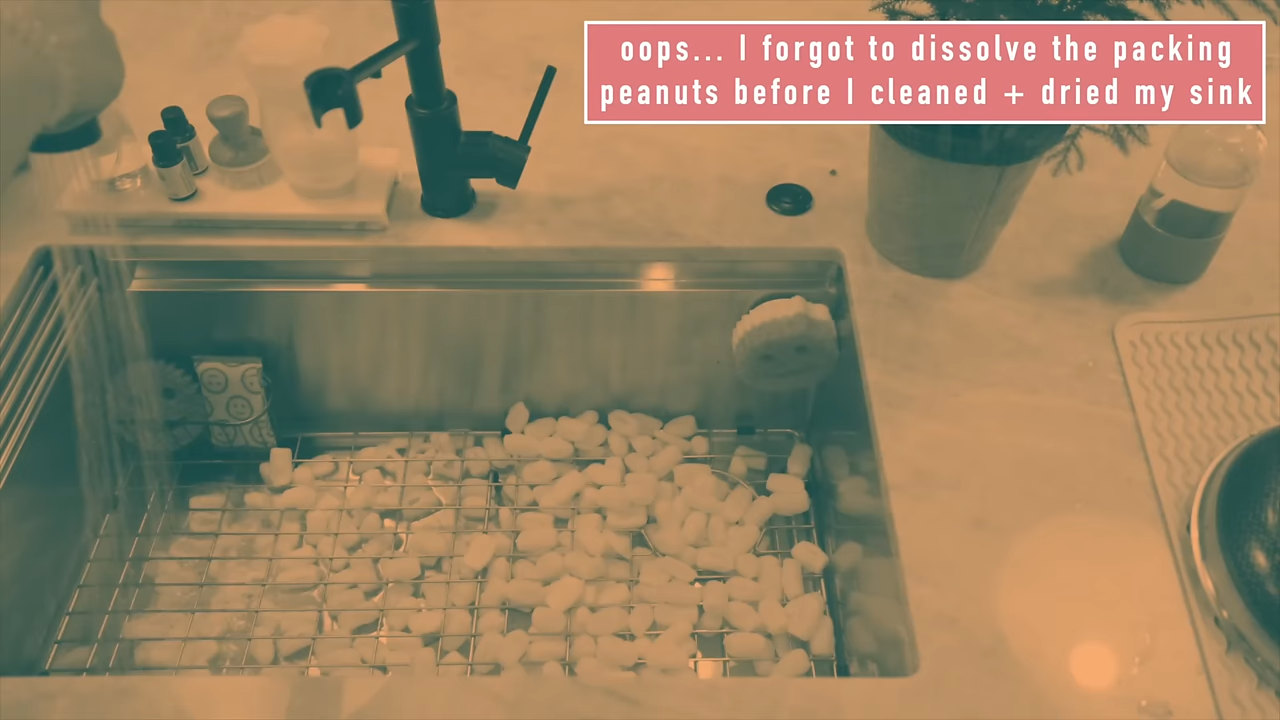 oops... I forgot to dissolve the packing
peanuts before I cleaned + dried my sink